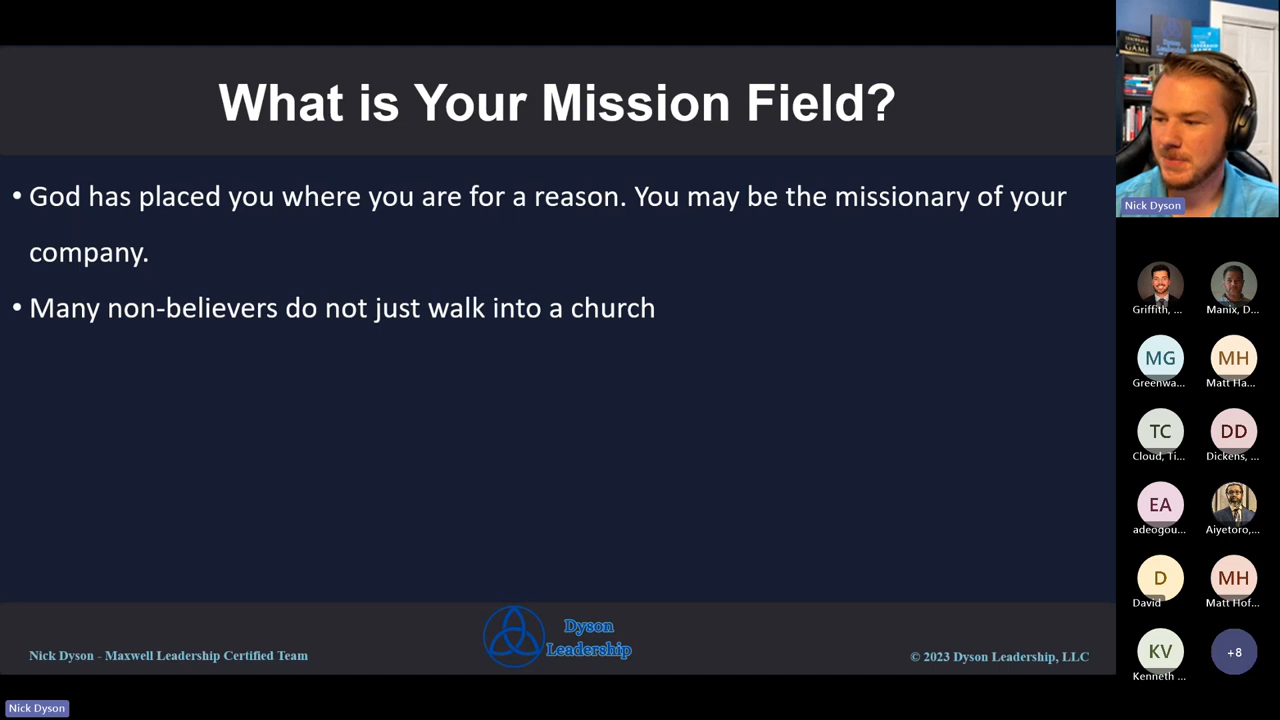 What is Your Mission Field?
• God has placed you where you are for a reason. You may be the missionary of your
company.
• Many non-believers do not just walk into a church
Nick Dyson - Maxwell Leadership Certified Team
Dyson
Leadership
© 2023 Dyson Leadership, LLC
Nick Dyson
Nick Dyson
Griffith, ...
Manix, D...
MG
Greenwa...
MH
Matt Ha...
TC
Cloud, Ti...
DD
Dickens, ...
EA
adeogou...
Aiyetoro,...
D
David
MH
Matt Hof...
KV
Kenneth ...
+8